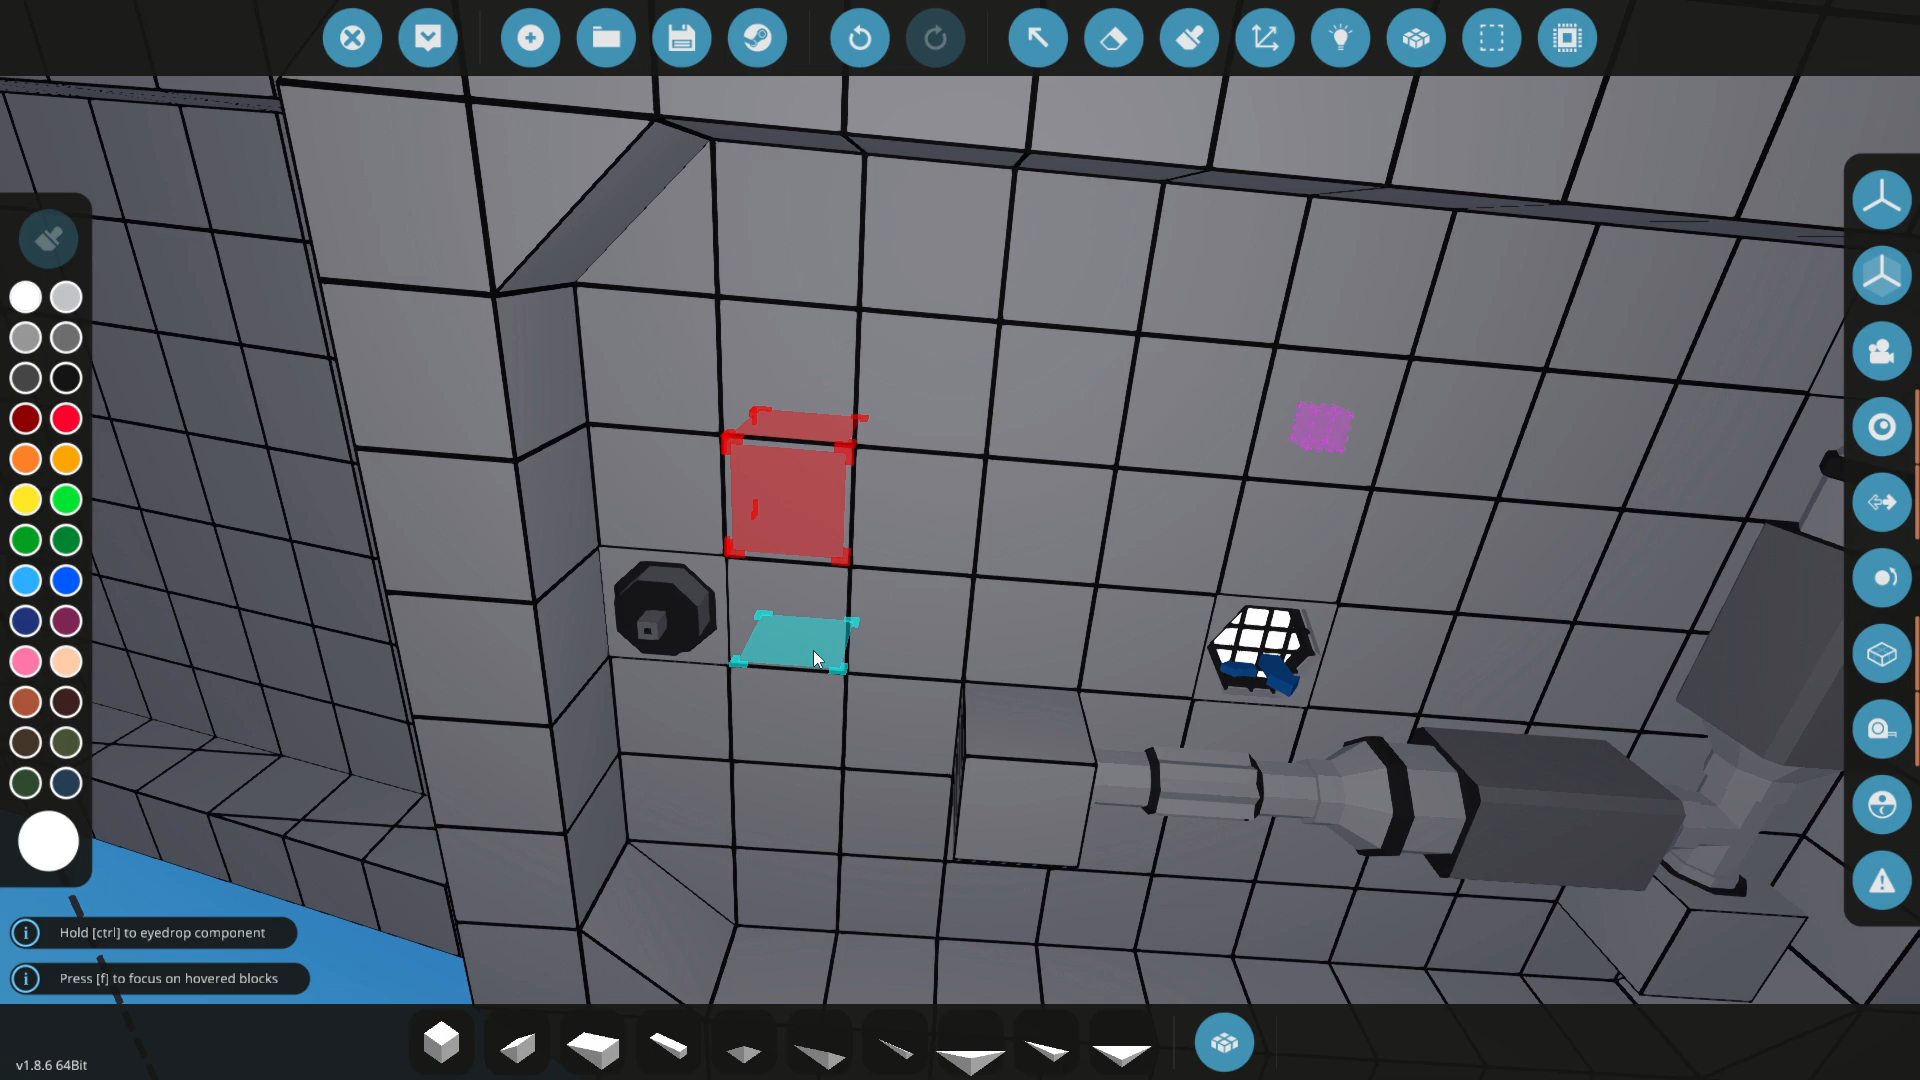 Hold [ctrl] to eyedrop component
Press [f] to focus on hovered blocks
v1.8.6 64Bit